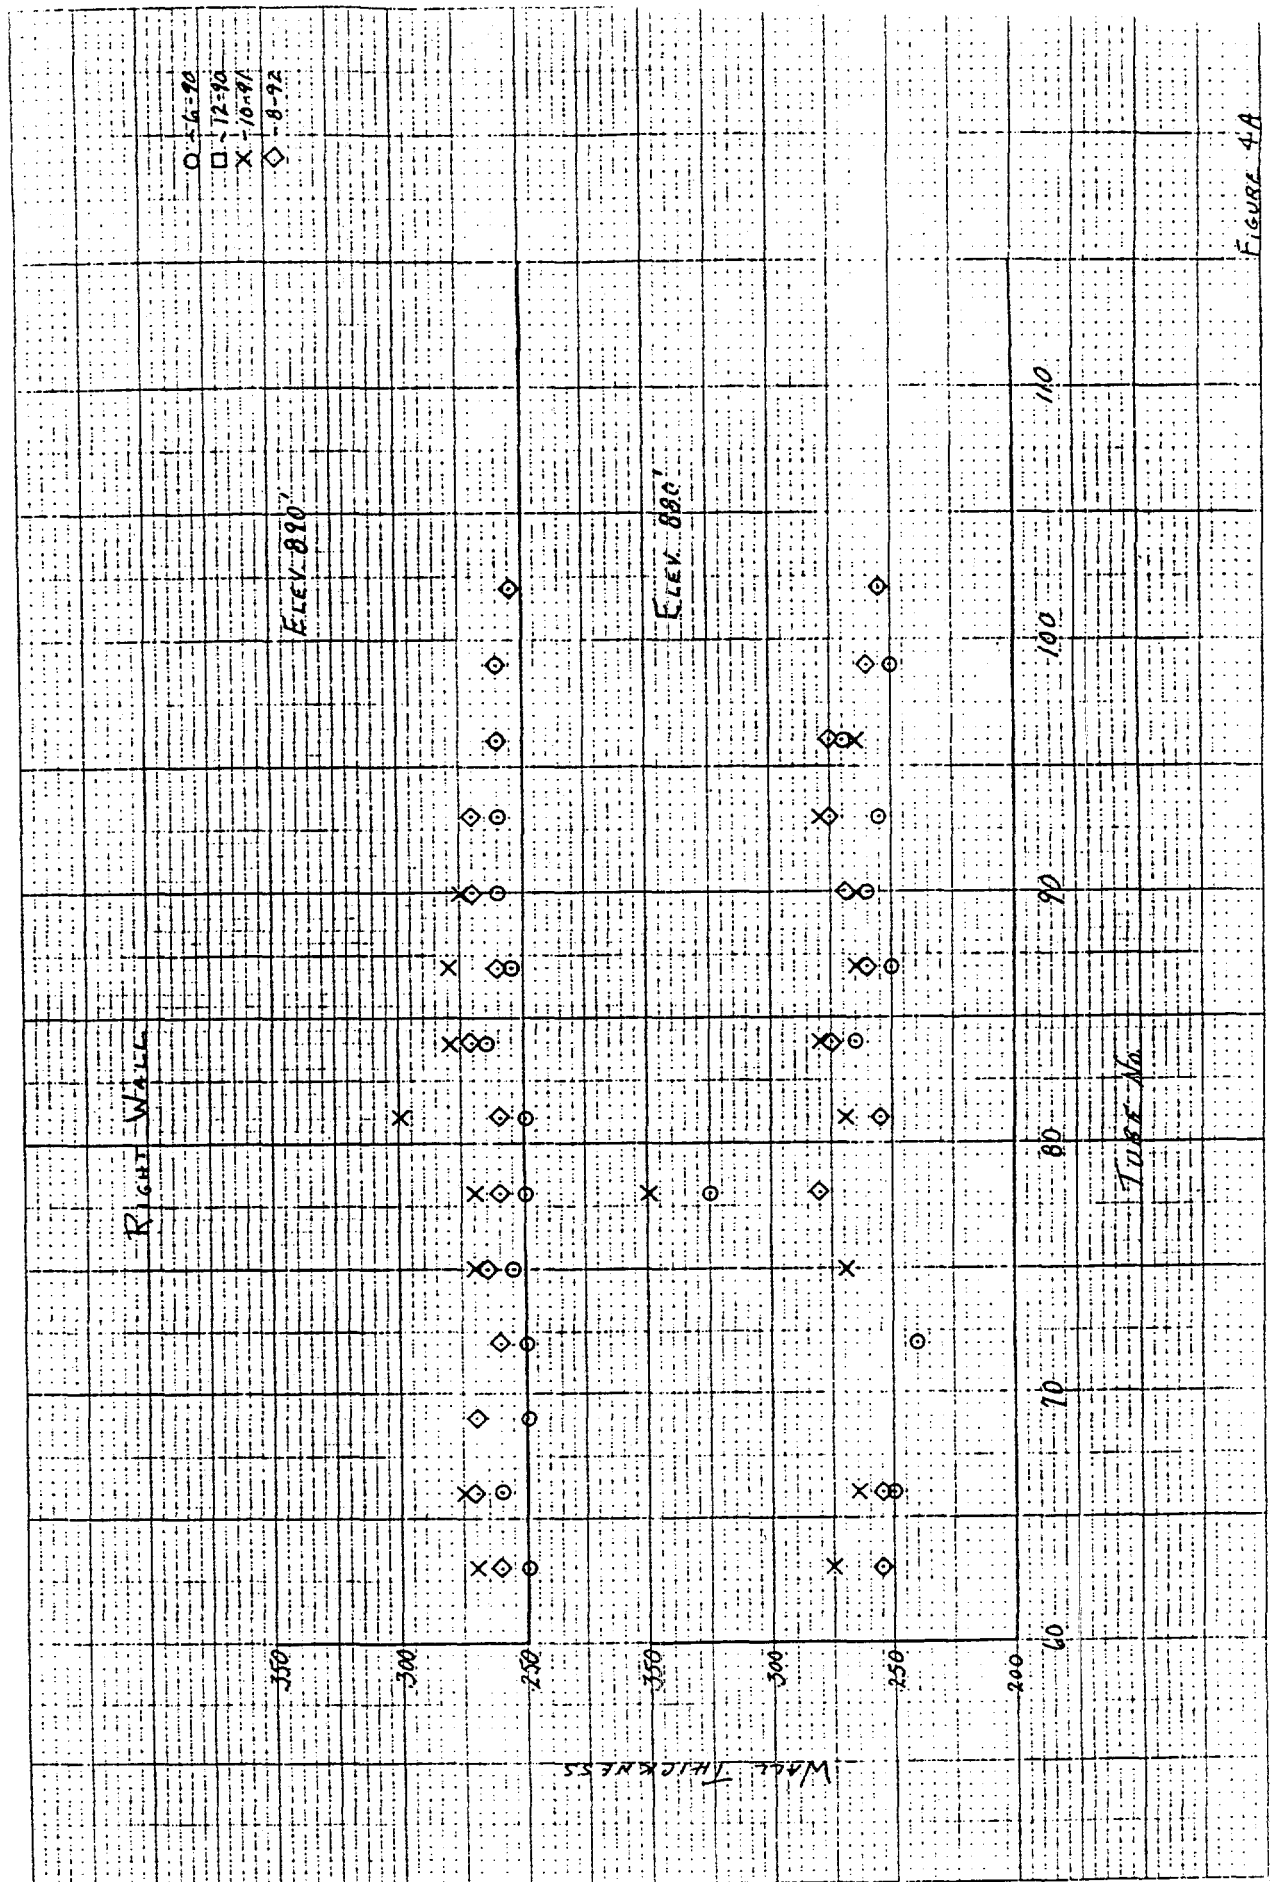 RIGHT WALL
O - 6-90
□ - 12-90
X - 10-91
◇ - 8-92
ELEV. 890'
.350
.300
.250
ELEV. 880'
.350
.300
.250
.200
WALL THICKNESS
60 70 80 90 100 110
TUBE NO.
FIGURE 4A